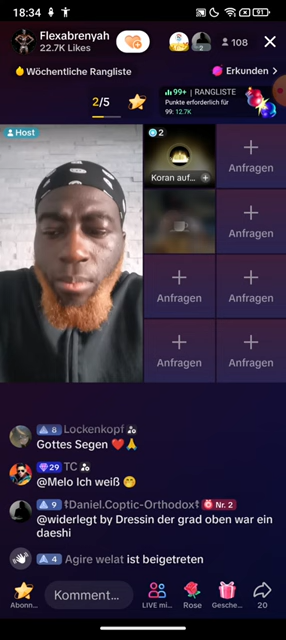 18:34
91
Flexabrenyah
22.7K Likes
2
108
Wöchentliche Rangliste
Erkunden >
2/5
99+ | RANGLISTE
Punkte erforderlich für
99: 12.7K
Host
2
Koran auf...
Anfragen
Anfragen
Anfragen
Anfragen
Anfragen
Anfragen
8 Lockenkopf
Gottes Segen ❤️🙏
29 TC
@Melo Ich weiß 🤭
9 ☦Daniel.Coptic-Orthodox☦ Nr. 2
@widerlegt by Dressin der grad oben war ein
daeshi
4 Agire welat ist beigetreten
Kommentar...
Abonn...
LIVE mi...
Rose
Gesche...
20